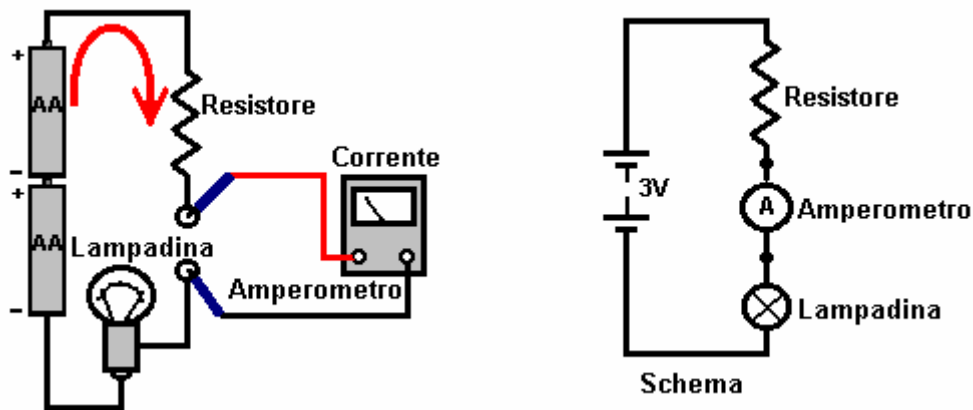 +
AA
Resistore
−
+
Corrente
AA
Lampadina
−
Amperometro
Resistore
3V
A
Amperometro
Lampadina
Schema